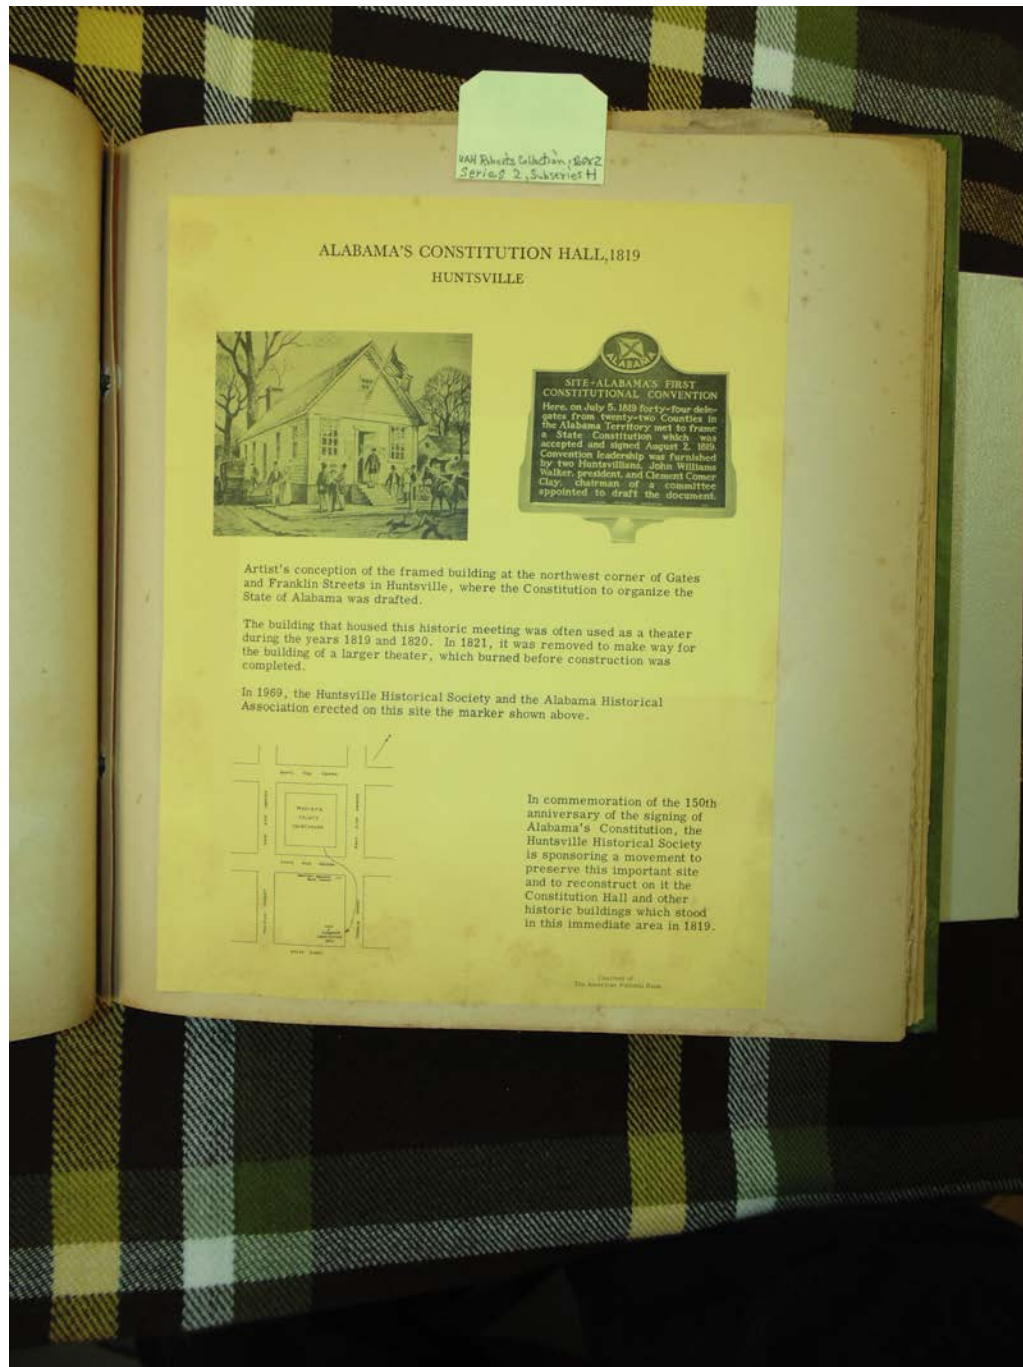 UAH Roberts Collection, Box 2
Series 2, Subseries H
ALABAMA'S CONSTITUTION HALL, 1819
HUNTSVILLE
ALABAMA
SITE-ALABAMA'S FIRST
CONSTITUTIONAL CONVENTION
Here, on July 5, 1819 forty-four dele-
gates from twenty-two Counties in
the Alabama Territory met to frame
a State Constitution which was
accepted and signed August 2, 1819.
Convention leadership was furnished
by two Huntsvillians, John Williams
Walker, president, and Clement Comer
Clay, chairman of a committee
appointed to draft the document.
Artist's conception of the framed building at the northwest corner of Gates
and Franklin Streets in Huntsville, where the Constitution to organize the
State of Alabama was drafted.
The building that housed this historic meeting was often used as a theater
during the years 1819 and 1820. In 1821, it was removed to make way for
the building of a larger theater, which burned before construction was
completed.
In 1969, the Huntsville Historical Society and the Alabama Historical
Association erected on this site the marker shown above.
MADISON
COUNTY
COURTHOUSE
In commemoration of the 150th
anniversary of the signing of
Alabama's Constitution, the
Huntsville Historical Society
is sponsoring a movement to
preserve this important site
and to reconstruct on it the
Constitution Hall and other
historic buildings which stood
in this immediate area in 1819.
Courtesy of
The American National Bank